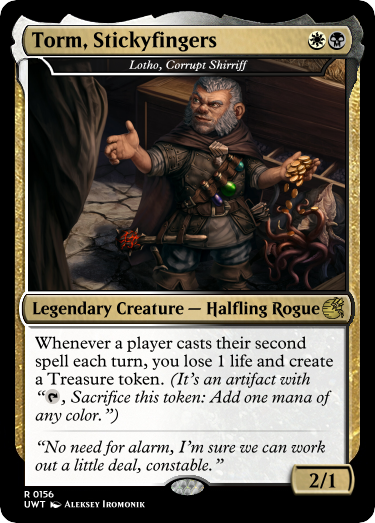 Torm, Stickyfingers
Lotho, Corrupt Shirriff
Legendary Creature — Halfling Rogue
Whenever a player casts their second
spell each turn, you lose 1 life and create
a Treasure token. (It's an artifact with
“, Sacrifice this token: Add one mana of
any color.”)
“No need for alarm, I'm sure we can work
out a little deal, constable.”
2/1
R 0156
UWT Aleksey Iromonik